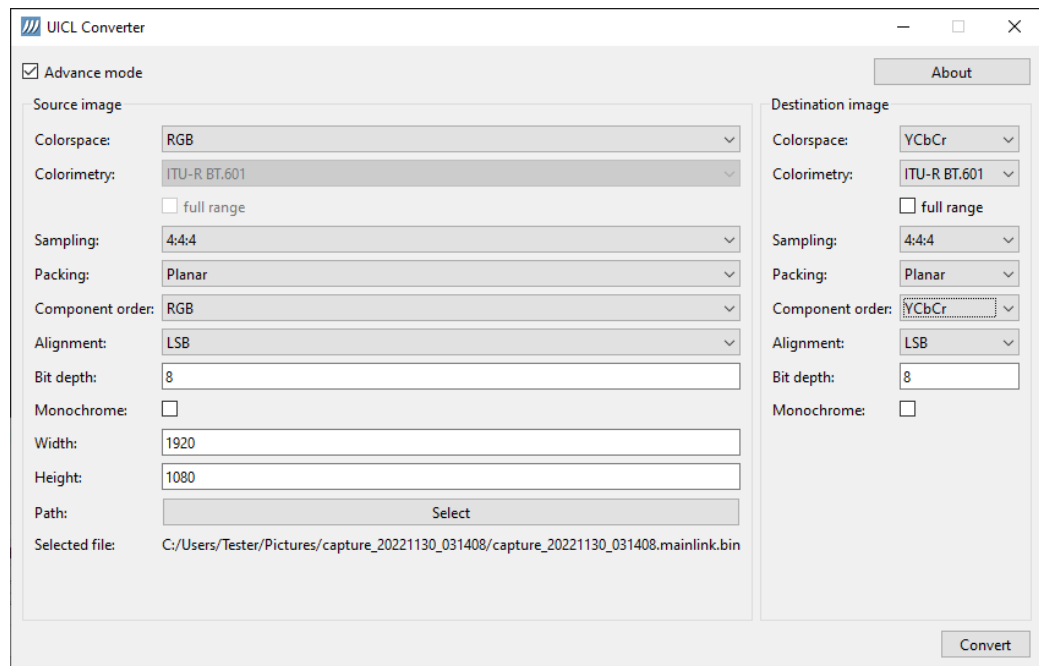 UICL Converter
Advance mode
About
Source image
Colorspace: RGB
Colorimetry: ITU-R BT.601
full range
Sampling: 4:4:4
Packing: Planar
Component order: RGB
Alignment: LSB
Bit depth: 8
Monochrome:
Width: 1920
Height: 1080
Path: Select
Selected file: C:/Users/Tester/Pictures/capture_20221130_031408/capture_20221130_031408.mainlink.bin
Destination image
Colorspace: YCbCr
Colorimetry: ITU-R BT.601
full range
Sampling: 4:4:4
Packing: Planar
Component order: YCbCr
Alignment: LSB
Bit depth: 8
Monochrome:
Convert